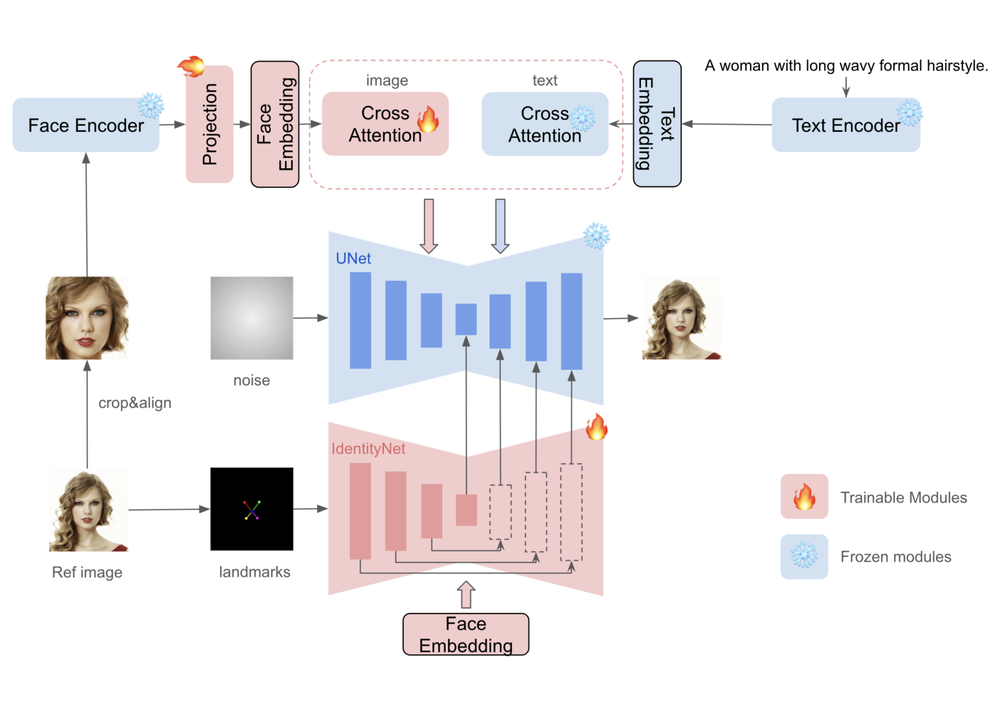 A woman with long wavy formal hairstyle.
image
text
Face Encoder
Projection
Face
Embedding
Cross
Attention
Cross
Attention
Text
Embedding
Text Encoder
UNet
noise
crop&align
IdentityNet
Ref image
landmarks
Face
Embedding
Trainable Modules
Frozen modules